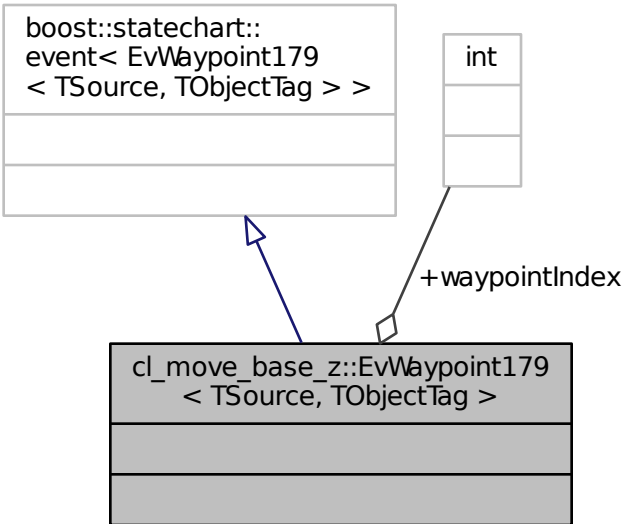 boost::statechart::
event< EvWaypoint179
< TSource, TObjectTag > >
int
+waypointIndex
cl_move_base_z::EvWaypoint179
< TSource, TObjectTag >